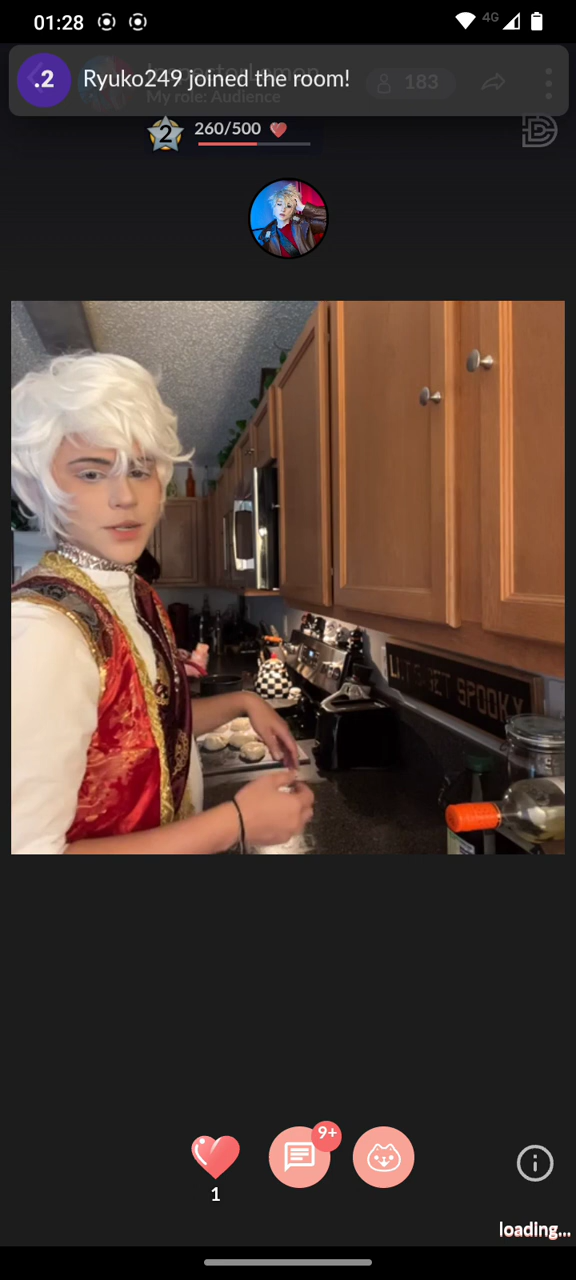 01:28
4G
.2
Ryuko249 joined the room!
183
My role: Audience
2
260/500
LET'S GET SPOOKY
9+
1
loading...